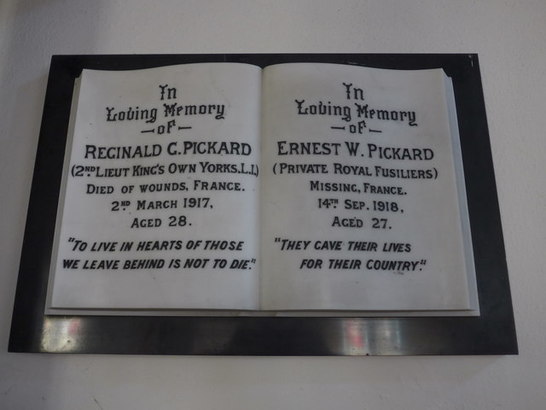 In
Loving Memory
— OF —
REGINALD C. PICKARD
(2ND LIEUT KING'S OWN YORKS. L.I.)
DIED OF WOUNDS, FRANCE.
2ND MARCH 1917,
AGED 28.
"TO LIVE IN HEARTS OF THOSE
WE LEAVE BEHIND IS NOT TO DIE."
In
Loving Memory
— OF —
ERNEST W. PICKARD
(PRIVATE ROYAL FUSILIERS)
MISSING, FRANCE.
14TH SEP. 1918,
AGED 27.
"THEY GAVE THEIR LIVES
FOR THEIR COUNTRY."